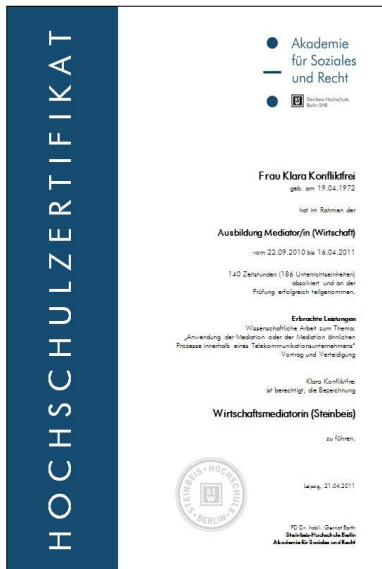 HOCHSCHULZERTIFIKAT
Akademie
für Soziales
und Recht
Steinbeis-Hochschule
Berlin SHB
Frau Klara Konfliktfrei
geb. am 19.04.1972
hat im Rahmen der
Ausbildung Mediator/in (Wirtschaft)
vom 22.09.2010 bis 16.04.2011
140 Zeitstunden (186 Unterrichtseinheiten)
absolviert und an der
Prüfung erfolgreich teilgenommen.
Erbrachte Leistungen
Wissenschaftliche Arbeit zum Thema:
„Anwendung der Mediation oder der Mediation ähnlichen
Prozesse innerhalb eines Telekommunikationsunternehmens“
Vortrag und Verteidigung
Klara Konfliktfrei
ist berechtigt, die Bezeichnung
Wirtschaftsmediatorin (Steinbeis)
zu führen.
STEINBEIS-HOCHSCHULE
·BERLIN·
Leipzig, 21.04.2011
PD Dr. habil. Gernot Barth
Steinbeis-Hochschule Berlin
Akademie für Soziales und Recht